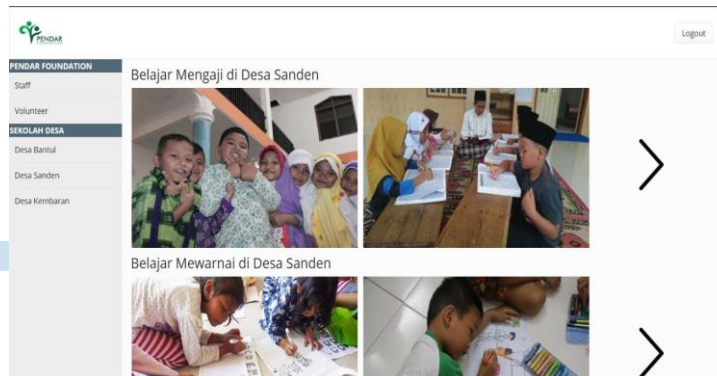 PENDAR
Logout
PENDAR FOUNDATION
Staff
Volunteer
SEKOLAH DESA
Desa Bantul
Desa Sanden
Desa Kembaran
Belajar Mengaji di Desa Sanden
Belajar Mewarnai di Desa Sanden